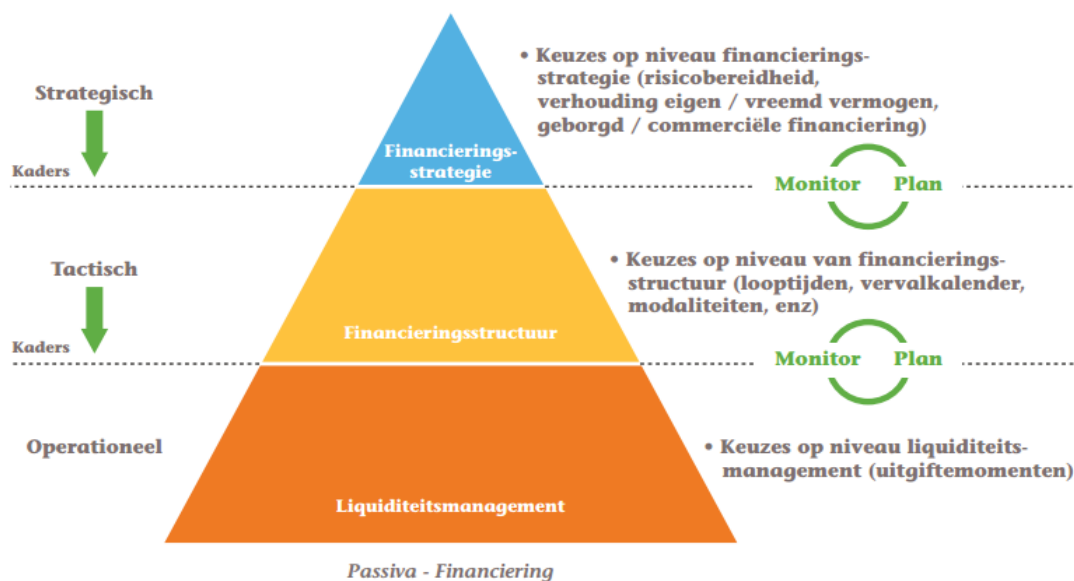 • Keuzes op niveau financierings-
strategie (risicobereidheid,
verhouding eigen / vreemd vermogen,
geborgd / commerciële financiering)
Strategisch
Financierings-
strategie
Kaders
Monitor Plan
• Keuzes op niveau van financierings-
structuur (looptijden, vervalkalender,
modaliteiten, enz)
Tactisch
Financieringsstructuur
Kaders
Monitor Plan
Operationeel
• Keuzes op niveau liquiditeits-
management (uitgiftemomenten)
Liquiditeitsmanagement
Passiva - Financiering